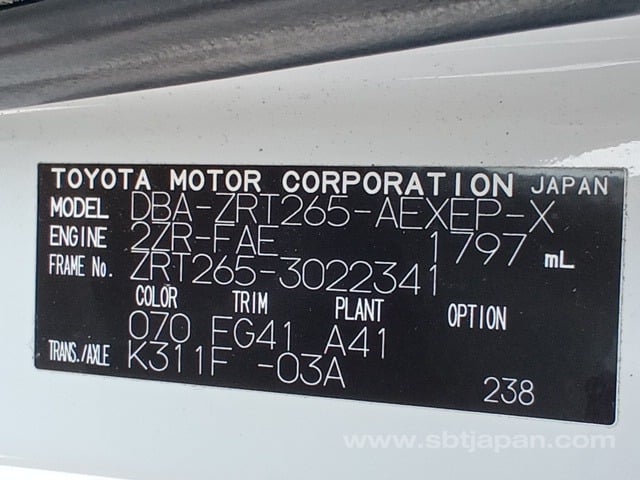 TOYOTA MOTOR CORPORATION JAPAN
MODEL DBA-ZRT265-AEXEP-X
ENGINE 2ZR-FAE 1797 mL
FRAME No. ZRT265-3022341
COLOR TRIM PLANT OPTION
070 FG41 A41
TRANS./AXLE K311F -03A
238
www.sbtjapan.com